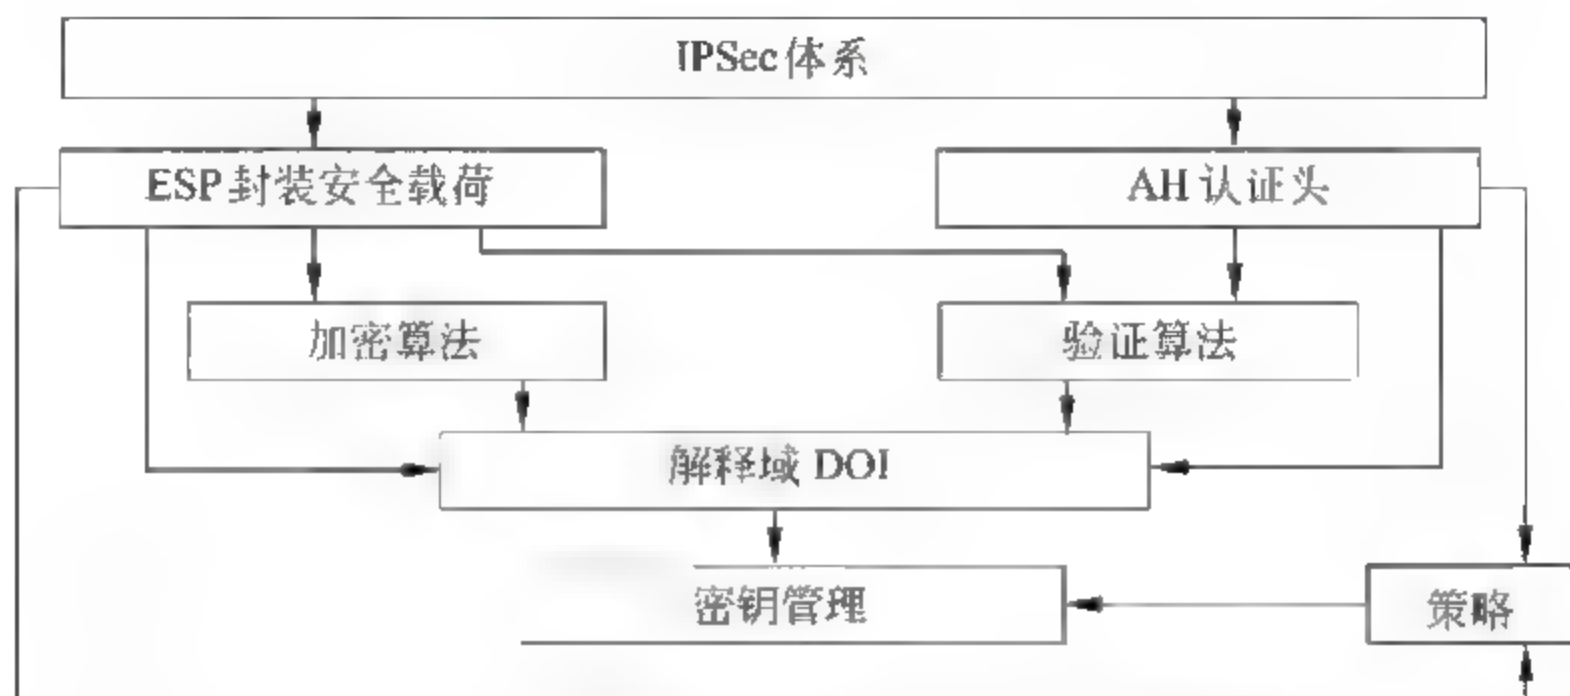 IPSec体系
ESP封装安全载荷
AH认证头
加密算法
验证算法
解释域 DOI
密钥管理
策略